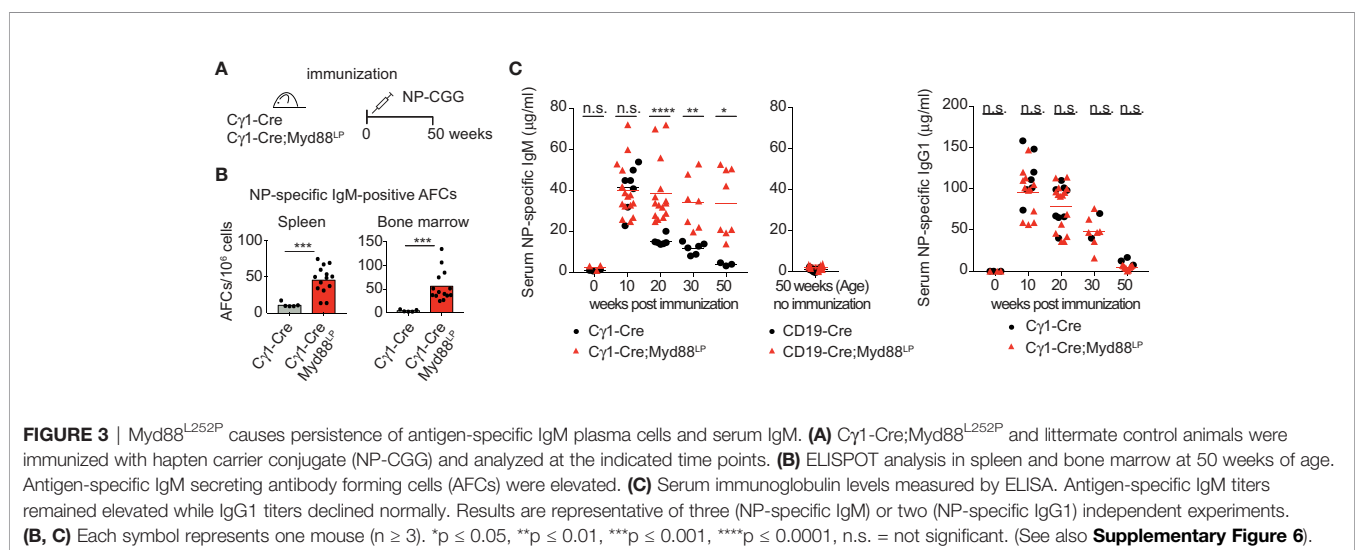 A
immunization
NP-CGG
Cγ1-Cre
Cγ1-Cre;Myd88LP
0
50 weeks
B
NP-specific IgM-positive AFCs
Spleen
Bone marrow
AFCs/10⁶ cells
100
50
0
***
Cγ1-Cre
Cγ1-Cre
Myd88LP
150
100
50
0
***
Cγ1-Cre
Cγ1-Cre
Myd88LP
C
Serum NP-specific IgM (μg/ml)
80
60
40
20
0
n.s.
n.s.
****
**
*
0 10 20 30 50
weeks post immunization
Cγ1-Cre
Cγ1-Cre;Myd88LP
80
60
40
20
0
50 weeks (Age)
no immunization
CD19-Cre
CD19-Cre;Myd88LP
Serum NP-specific IgG1 (μg/ml)
200
150
100
50
0
n.s. n.s. n.s. n.s. n.s.
0 10 20 30 50
weeks post immunization
Cγ1-Cre
Cγ1-Cre;Myd88LP
FIGURE 3 | Myd88L252P causes persistence of antigen-specific IgM plasma cells and serum IgM. (A) Cγ1-Cre;Myd88L252P and littermate control animals were
immunized with hapten carrier conjugate (NP-CGG) and analyzed at the indicated time points. (B) ELISPOT analysis in spleen and bone marrow at 50 weeks of age.
Antigen-specific IgM secreting antibody forming cells (AFCs) were elevated. (C) Serum immunoglobulin levels measured by ELISA. Antigen-specific IgM titers
remained elevated while IgG1 titers declined normally. Results are representative of three (NP-specific IgM) or two (NP-specific IgG1) independent experiments.
(B, C) Each symbol represents one mouse (n ≥ 3). *p ≤ 0.05, **p ≤ 0.01, ***p ≤ 0.001, ****p ≤ 0.0001, n.s. = not significant. (See also Supplementary Figure 6).